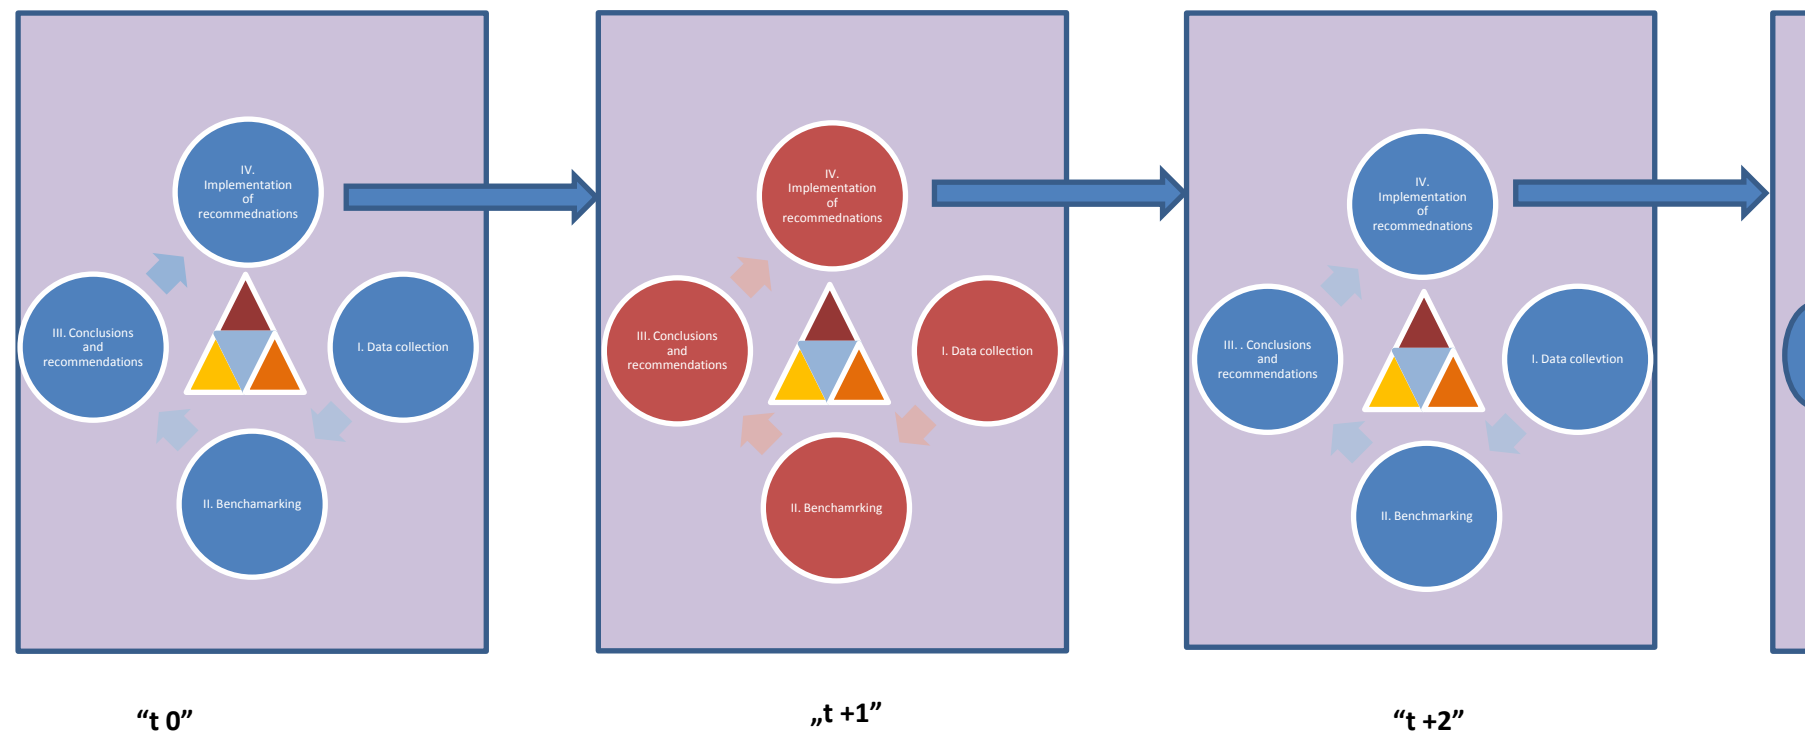 IV.
Implementation
of
recommednations
III. Conclusions
and
recommendations
I. Data collection
II. Benchamarking
“t 0”
IV.
Implementation
of
recommednations
III. Conclusions
and
recommendations
I. Data collection
II. Benchamrking
„t +1”
IV.
Implementation
of
recommednations
III. . Conclusions
and
recommendations
I. Data collevtion
II. Benchmarking
“t +2”